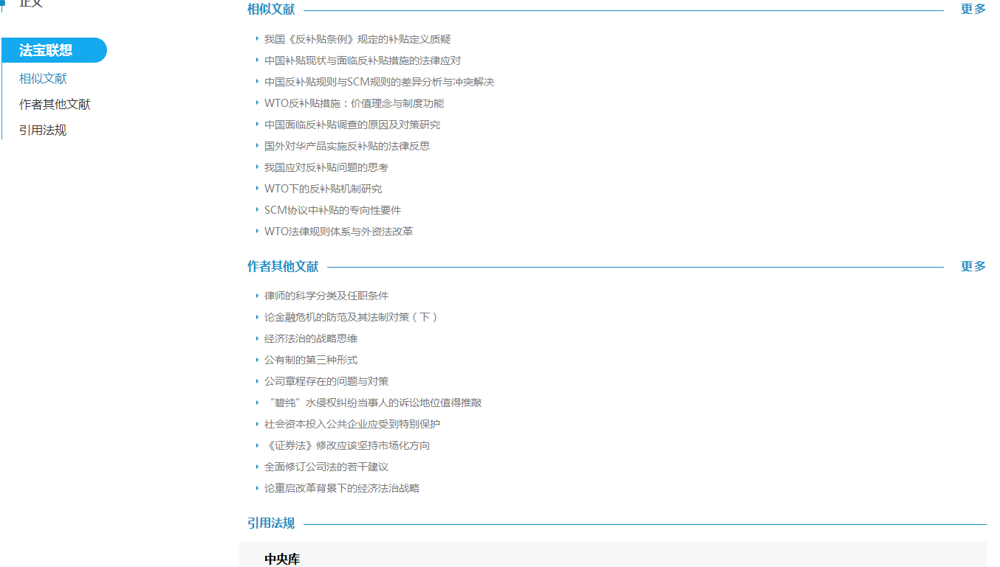 正文
法宝联想
相似文献
作者其他文献
引用法规
相似文献 更多
我国《反补贴条例》规定的补贴定义质疑
中国补贴现状与面临反补贴措施的法律应对
中国反补贴规则与SCM规则的差异分析与冲突解决
WTO反补贴措施：价值理念与制度功能
中国面临反补贴调查的原因及对策研究
国外对华产品实施反补贴的法律反思
我国应对反补贴问题的思考
WTO下的反补贴机制研究
SCM协议中补贴的专向性要件
WTO法律规则体系与外资法改革
作者其他文献 更多
律师的科学分类及任职条件
论金融危机的防范及其法制对策（下）
经济法治的战略思维
公有制的第三种形式
公司章程存在的问题与对策
“碧纯”水侵权纠纷当事人的诉讼地位值得推敲
社会资本投入公共企业应受到特别保护
《证券法》修改应该坚持市场化方向
全面修订公司法的若干建议
论重启改革背景下的经济法治战略
引用法规
中央库